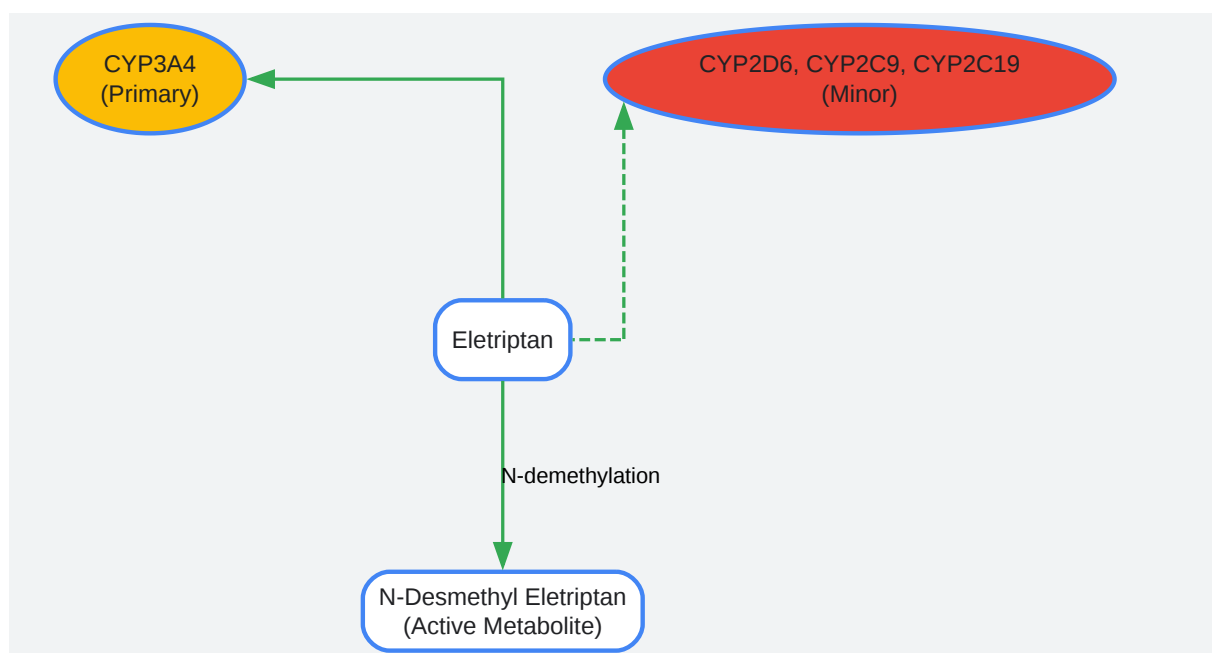 CYP3A4
(Primary)
CYP2D6, CYP2C9, CYP2C19
(Minor)
Eletriptan
N-demethylation
N-Desmethyl Eletriptan
(Active Metabolite)